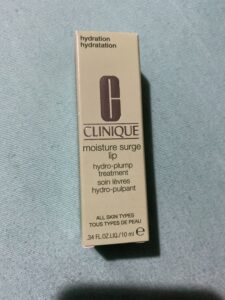 hydration
hydratation
C
CLINIQUE
moisture surge
lip
hydro-plump
treatment
soin lèvres
hydro-pulpant
ALL SKIN TYPES
TOUS TYPES DE PEAU
.34 FL.OZ.LIQ./10 ml ℮